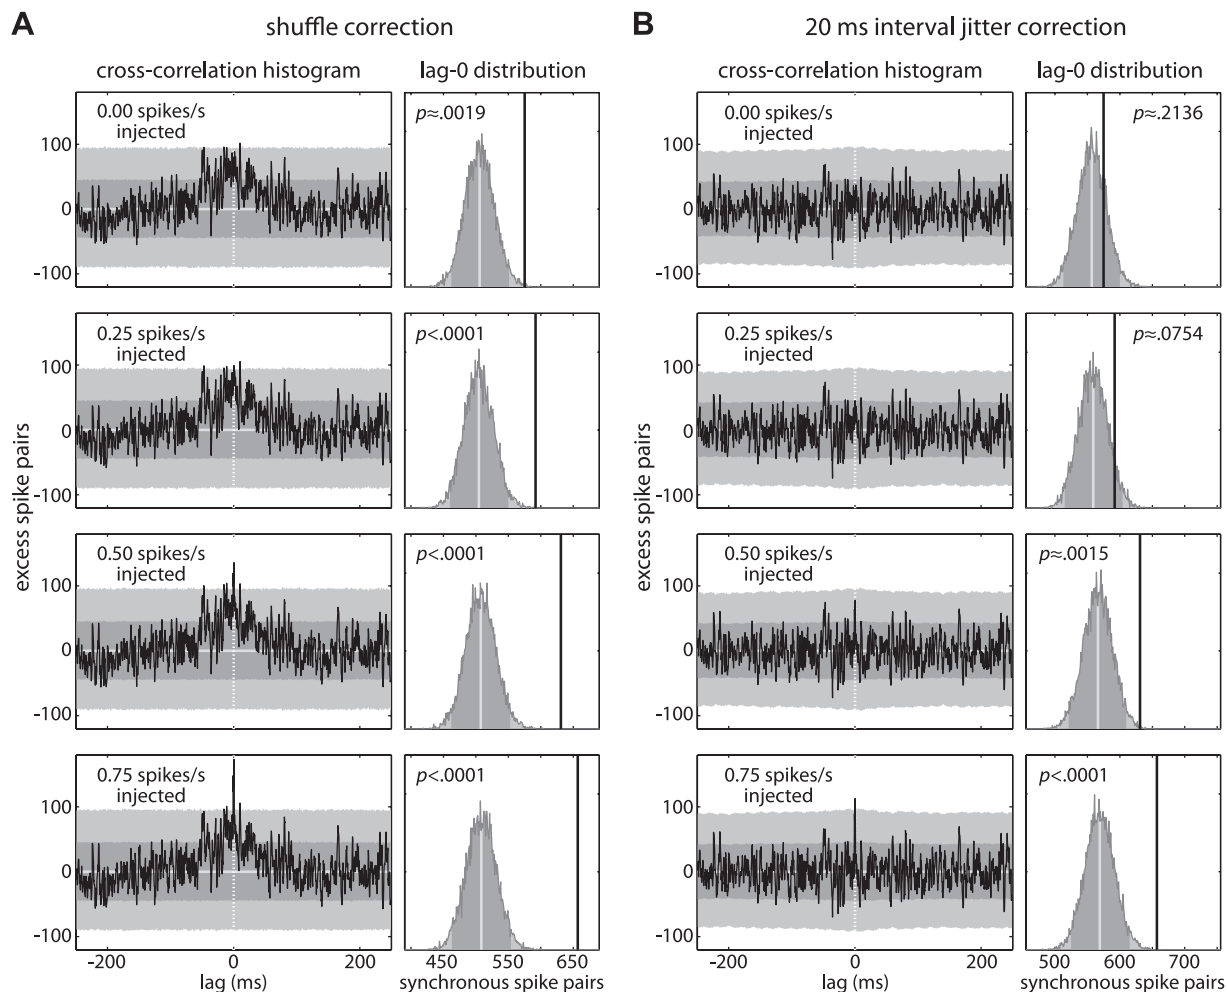 A
shuffle correction
cross-correlation histogram
lag-0 distribution
0.00 spikes/s
injected
p≈.0019
100
0
-100
0.25 spikes/s
injected
p<.0001
100
0
-100
0.50 spikes/s
injected
p<.0001
100
0
-100
0.75 spikes/s
injected
p<.0001
100
0
-100
excess spike pairs
-200
0
200
lag (ms)
450
550
650
synchronous spike pairs
B
20 ms interval jitter correction
cross-correlation histogram
lag-0 distribution
0.00 spikes/s
injected
p≈.2136
100
0
-100
0.25 spikes/s
injected
p≈.0754
100
0
-100
0.50 spikes/s
injected
p≈.0015
100
0
-100
0.75 spikes/s
injected
p<.0001
100
0
-100
excess spike pairs
-200
0
200
lag (ms)
500
600
700
synchronous spike pairs